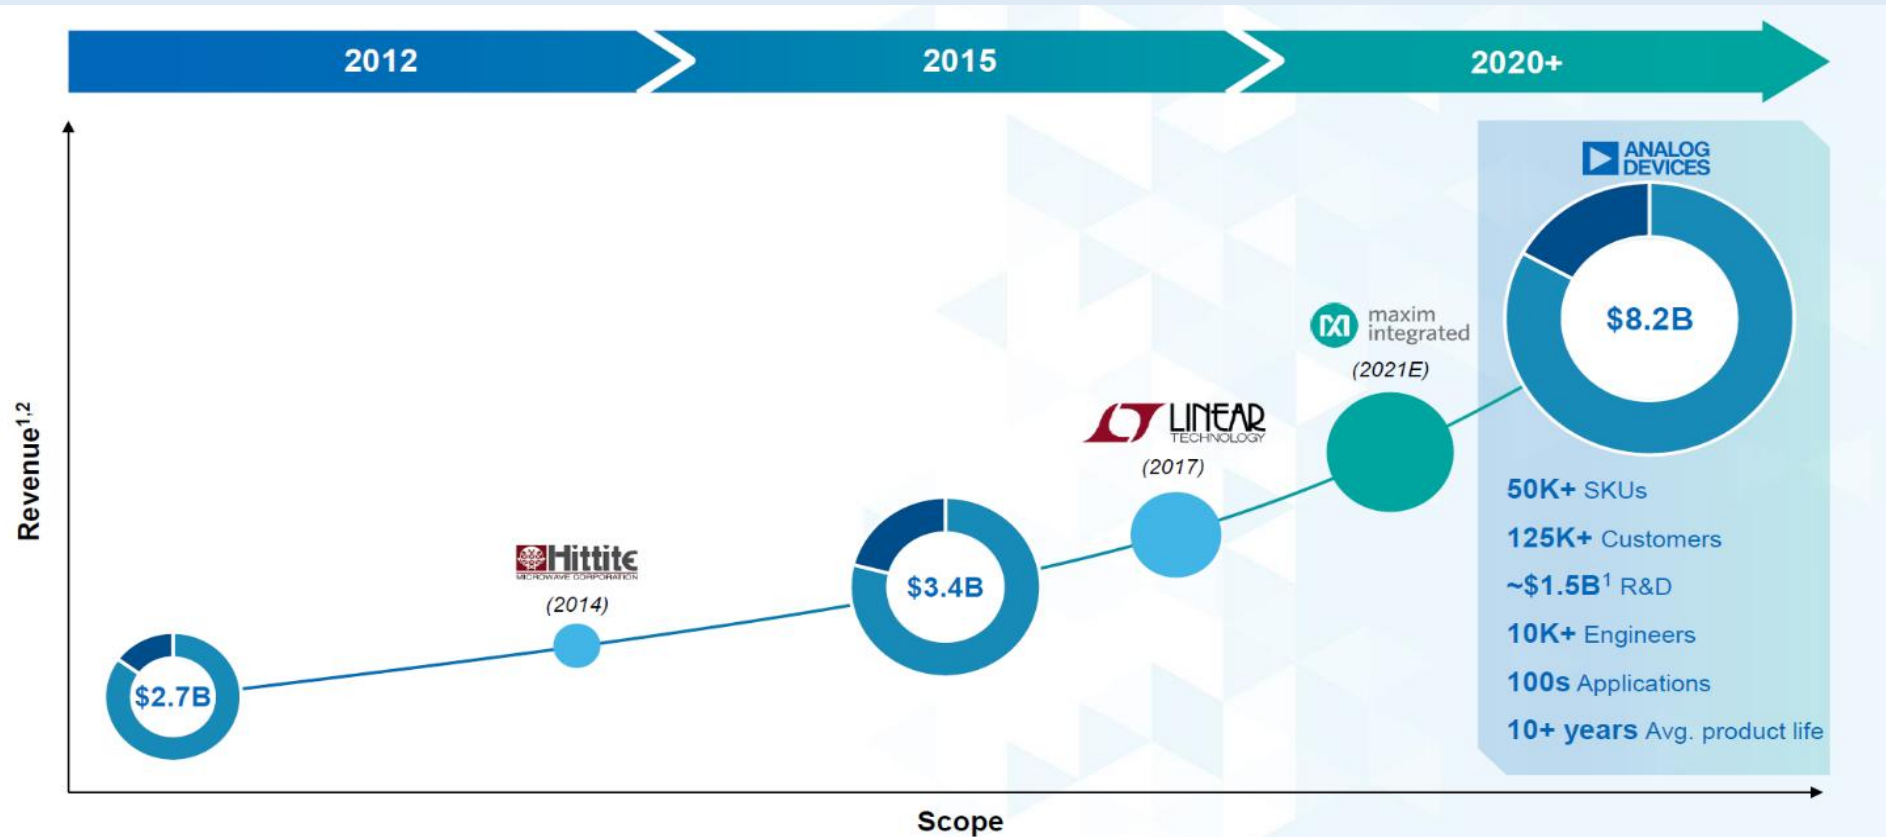 2012
2015
2020+
ANALOG
DEVICES
$8.2B
maxim
integrated
(2021E)
LINEAR
TECHNOLOGY
(2017)
Hittite
MICROWAVE CORPORATION
(2014)
$3.4B
$2.7B
50K+ SKUs
125K+ Customers
~$1.5B¹ R&D
10K+ Engineers
100s Applications
10+ years Avg. product life
Revenue¹,²
Scope